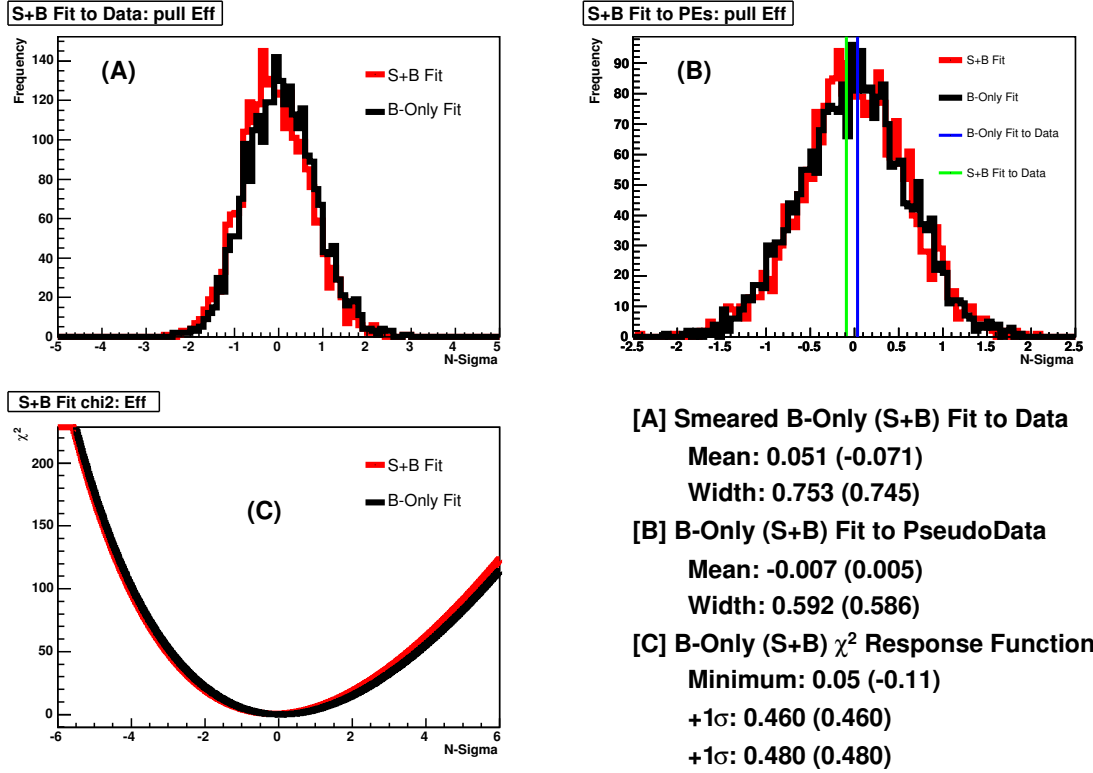 S+B Fit to Data: pull Eff
Frequency
140
120
100
80
60
40
20
0
(A)
S+B Fit
B-Only Fit
-5 -4 -3 -2 -1 0 1 2 3 4 5
N-Sigma
S+B Fit to PEs: pull Eff
Frequency
90
80
70
60
50
40
30
20
10
0
(B)
S+B Fit
B-Only Fit
B-Only Fit to Data
S+B Fit to Data
-2.5 -2 -1.5 -1 -0.5 0 0.5 1 1.5 2 2.5
N-Sigma
S+B Fit chi2: Eff
χ²
200
150
100
50
0
(C)
S+B Fit
B-Only Fit
-6 -4 -2 0 2 4 6
N-Sigma
[A] Smeared B-Only (S+B) Fit to Data
Mean: 0.051 (-0.071)
Width: 0.753 (0.745)
[B] B-Only (S+B) Fit to PseudoData
Mean: -0.007 (0.005)
Width: 0.592 (0.586)
[C] B-Only (S+B) χ² Response Function
Minimum: 0.05 (-0.11)
+1σ: 0.460 (0.460)
+1σ: 0.480 (0.480)